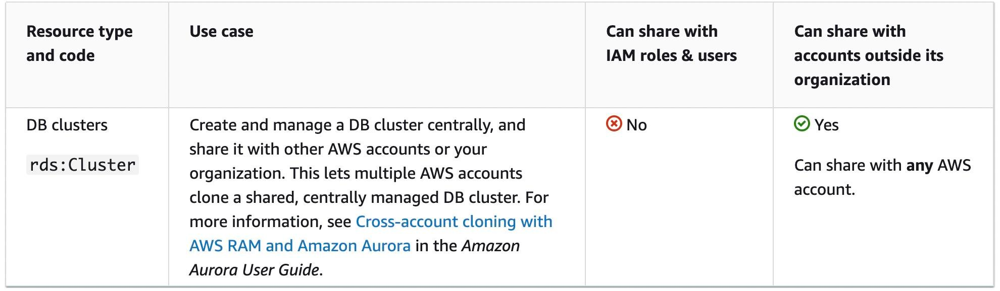 Resource type
and code
Use case
Can share with
IAM roles & users
Can share with
accounts outside its
organization
DB clusters
rds:Cluster
Create and manage a DB cluster centrally, and
share it with other AWS accounts or your
organization. This lets multiple AWS accounts
clone a shared, centrally managed DB cluster. For
more information, see Cross-account cloning with
AWS RAM and Amazon Aurora in the Amazon
Aurora User Guide.
No
Yes
Can share with any AWS
account.